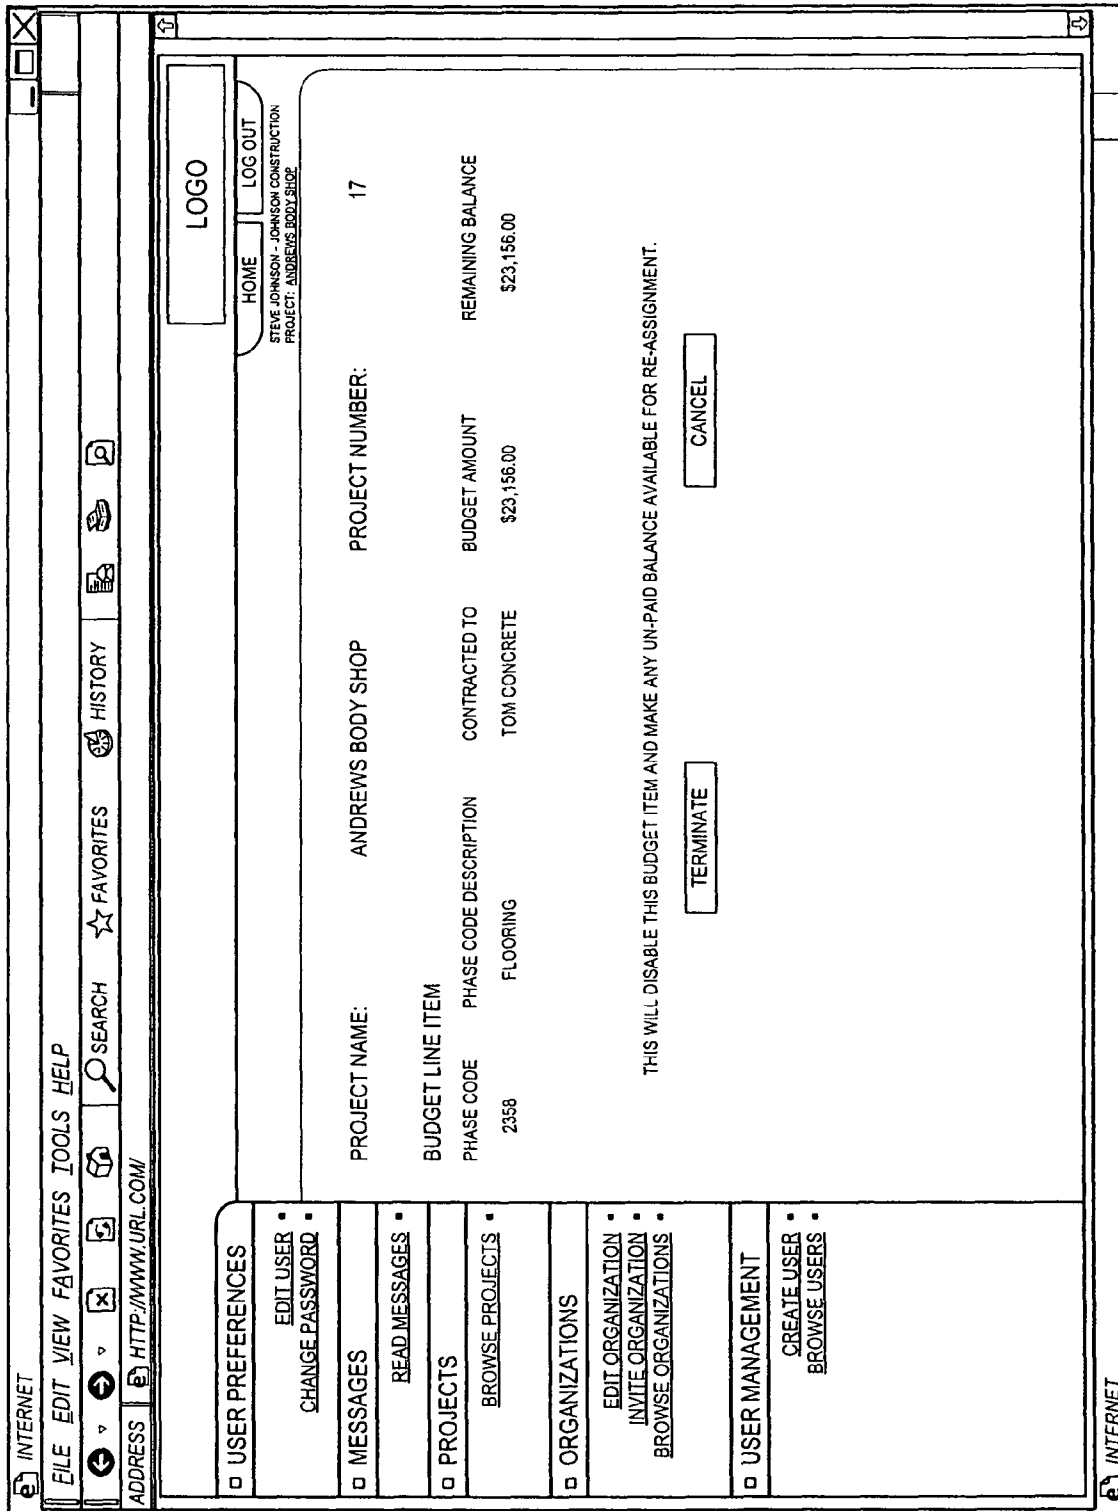 INTERNET
FILE EDIT VIEW FAVORITES TOOLS HELP
SEARCH FAVORITES HISTORY
ADDRESS HTTP://WWW.URL.COM/
LOGO
HOME LOG OUT
STEVE JOHNSON - JOHNSON CONSTRUCTION
PROJECT: ANDREWS BODY SHOP
USER PREFERENCES
EDIT USER
CHANGE PASSWORD
MESSAGES
READ MESSAGES
PROJECTS
BROWSE PROJECTS
ORGANIZATIONS
EDIT ORGANIZATION
INVITE ORGANIZATION
BROWSE ORGANIZATIONS
USER MANAGEMENT
CREATE USER
BROWSE USERS
PROJECT NAME: ANDREWS BODY SHOP PROJECT NUMBER: 17
BUDGET LINE ITEM
PHASE CODE PHASE CODE DESCRIPTION CONTRACTED TO BUDGET AMOUNT REMAINING BALANCE
2358 FLOORING TOM CONCRETE $23,156.00 $23,156.00
THIS WILL DISABLE THIS BUDGET ITEM AND MAKE ANY UN-PAID BALANCE AVAILABLE FOR RE-ASSIGNMENT.
TERMINATE CANCEL
INTERNET